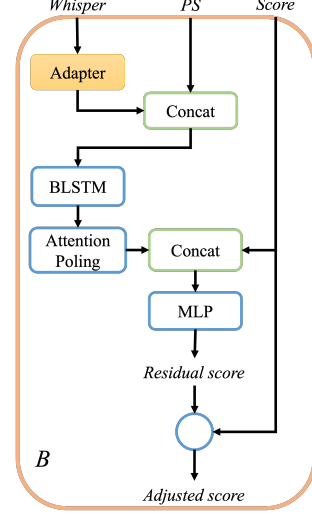 Whisper PS Score
Adapter
Concat
BLSTM
Attention
Poling
Concat
MLP
Residual score
B
Adjusted score